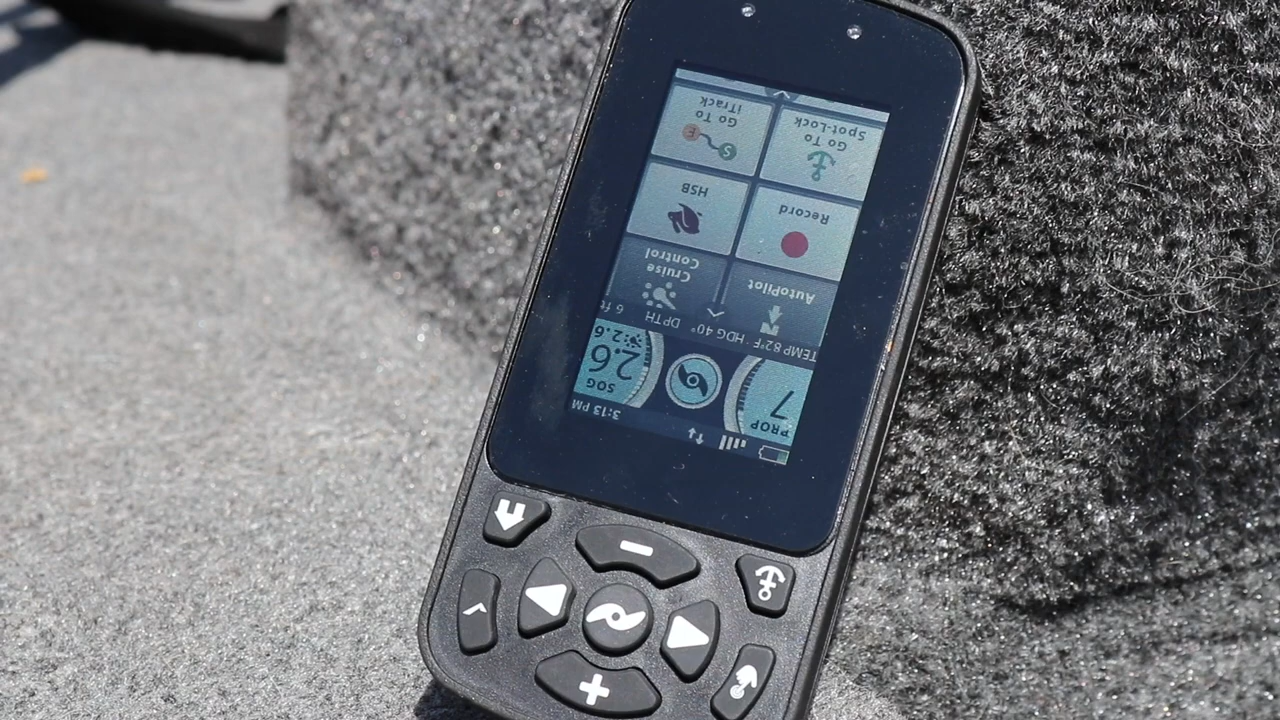 3:13 PM
PROP
7
SOG
2.6
:2.6
TEMP 82°F
HDG 40°
DPTH 6 ft
AutoPilot
Cruise
Control
Record
HSB
Go To
Spot-Lock
Go To
iTrack
S
E